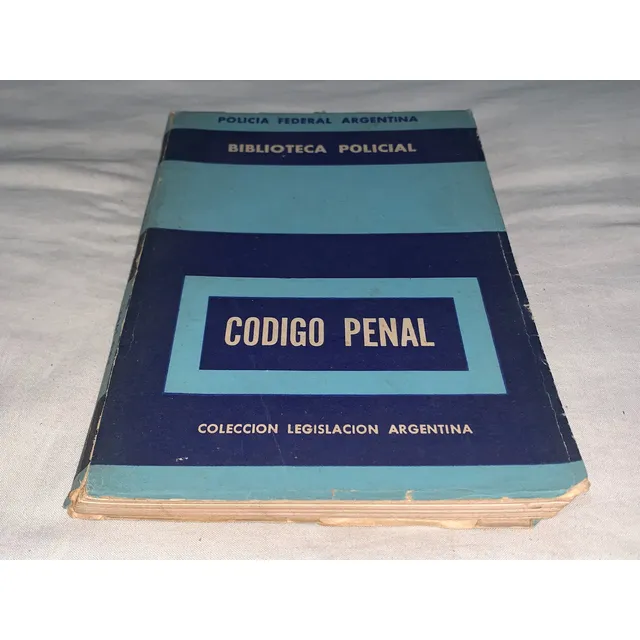 POLICIA FEDERAL ARGENTINA
BIBLIOTECA POLICIAL
CODIGO PENAL
COLECCION LEGISLACION ARGENTINA